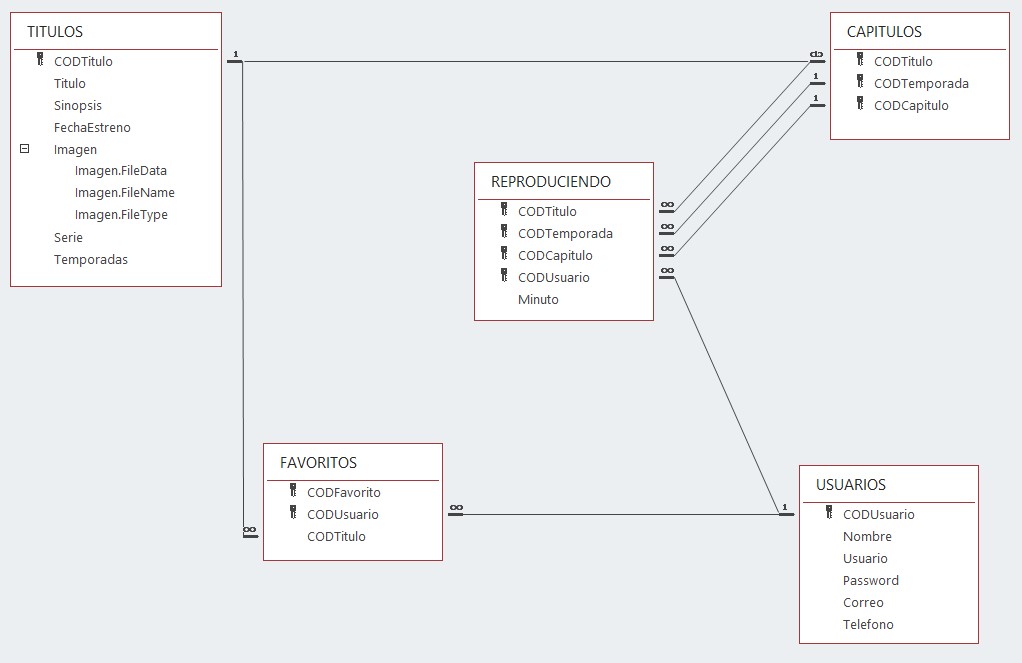 TITULOS
CODTitulo
Titulo
Sinopsis
FechaEstreno
Imagen
Imagen.FileData
Imagen.FileName
Imagen.FileType
Serie
Temporadas
1
CAPITULOS
CODTitulo
CODTemporada
CODCapitulo
1
1
REPRODUCIENDO
CODTitulo
CODTemporada
CODCapitulo
CODUsuario
Minuto
∞
∞
∞
∞
FAVORITOS
CODFavorito
CODUsuario
CODTitulo
∞
∞
USUARIOS
CODUsuario
Nombre
Usuario
Password
Correo
Telefono
1